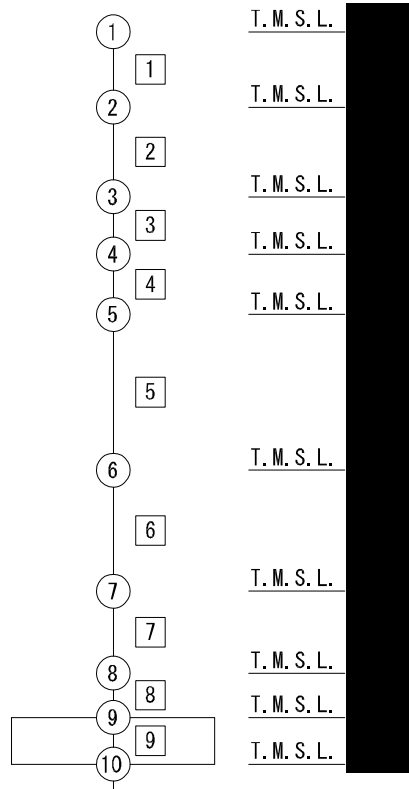 ① T.M.S.L.
1
② T.M.S.L.
2
③ T.M.S.L.
3
④ T.M.S.L.
4
⑤ T.M.S.L.
5
⑥ T.M.S.L.
6
⑦ T.M.S.L.
7
⑧ T.M.S.L.
8
⑨ T.M.S.L.
9
⑩ T.M.S.L.